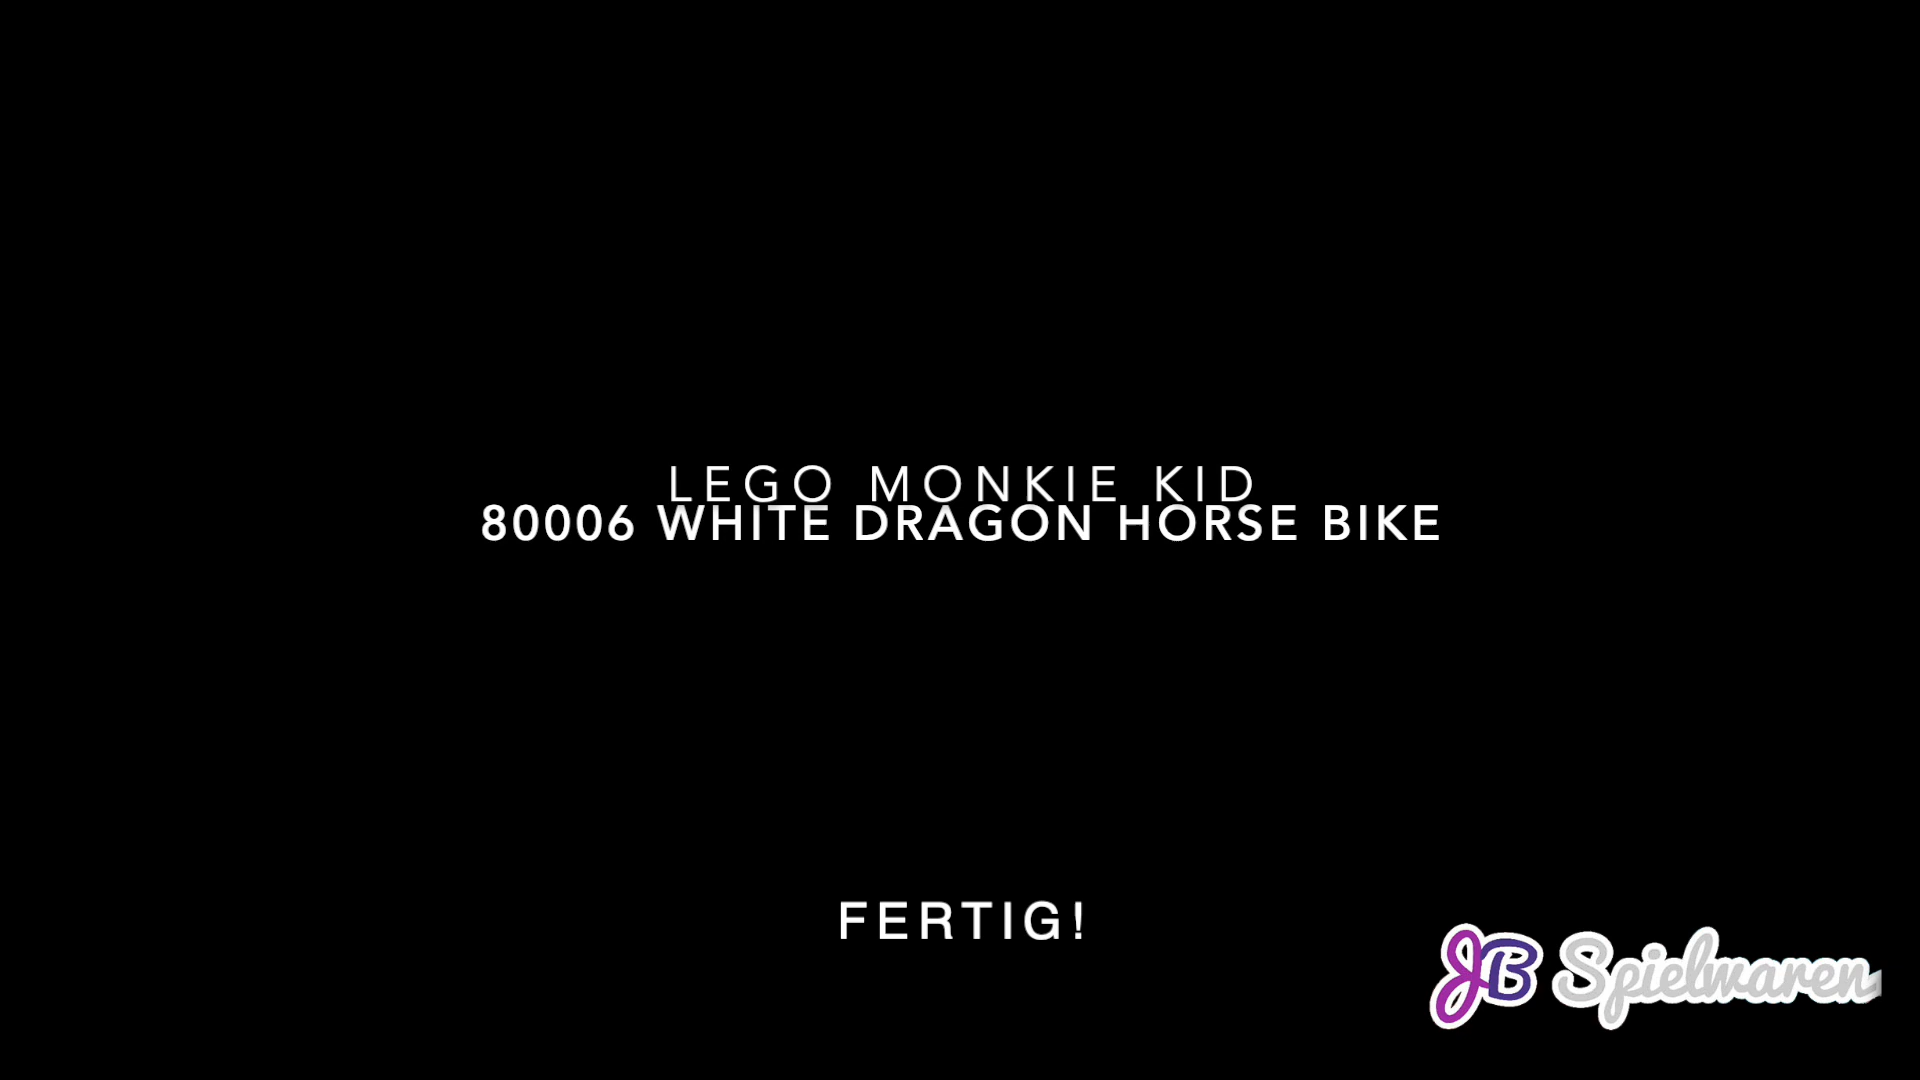 LEGO MONKIE KID
80006 WHITE DRAGON HORSE BIKE
FERTIG!
JB Spielwaren